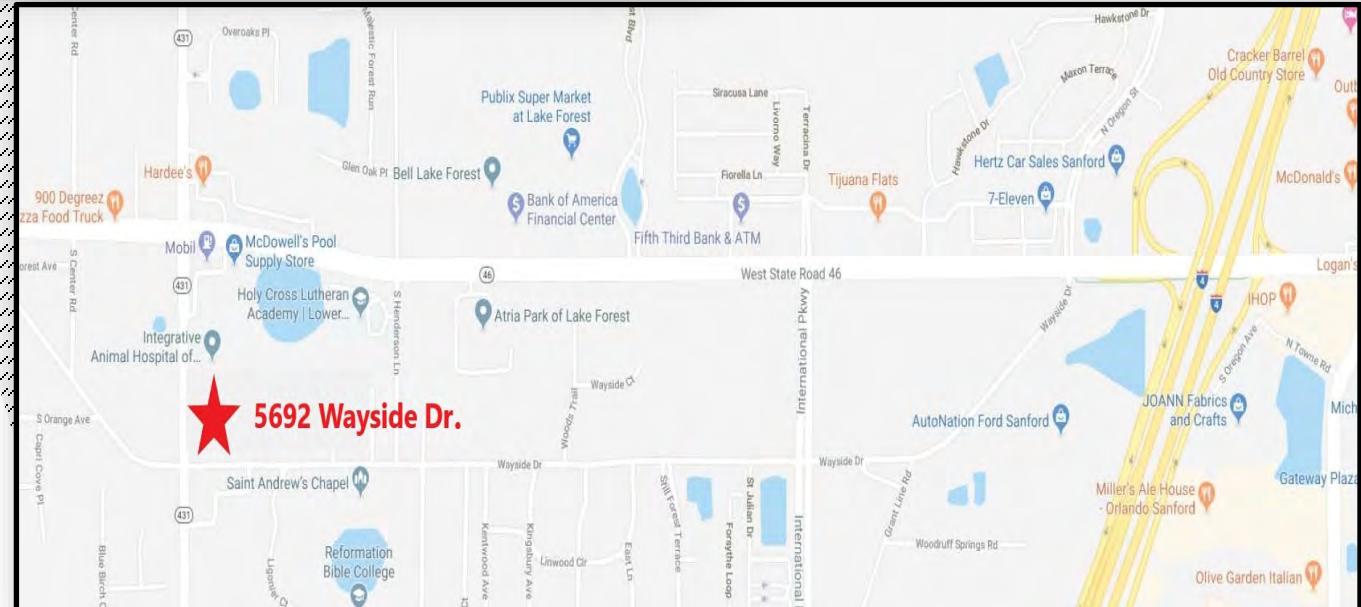 Center Rd
431
Overoaks Pl
Majestic Forest Run
st Blvd
Hawkstone Dr
Cracker Barrel
Old Country Store
Maxon Terrace
Outb
Publix Super Market
at Lake Forest
Siracusa Lane
Livorno Way
Terracina Dr
N Oregon St
Hawkstone Dr
Hardee's
Glen Oak Pl
Bell Lake Forest
Hertz Car Sales Sanford
McDonald's
Fiorella Ln
Tijuana Flats
7-Eleven
900 Degreez
zza Food Truck
Bank of America
Financial Center
Fifth Third Bank & ATM
Mobil
McDowell's Pool
Supply Store
orest Ave
S Center Rd
46
West State Road 46
Logan's
431
4
4
IHOP
Holy Cross Lutheran
Academy | Lower...
S Henderson Ln
Atria Park of Lake Forest
International Pkwy
Wayside Dr
Integrative
Animal Hospital of...
S Oregon Ave
N Towne Rd
Wayside Ct
Woods Trail
5692 Wayside Dr.
S Orange Ave
AutoNation Ford Sanford
JOANN Fabrics
and Crafts
Mich
Capri Cove Pl
Wayside Dr
Wayside Dr
Saint Andrew's Chapel
Still Forest Terrace
St Julian Dr
Grant Line Rd
Gateway Plaza
Miller's Ale House
- Orlando Sanford
431
Kentwood Ave
Kingsbury Ave
East Ln
Forsythe Loop
International
Woodruff Springs Rd
Blue Birch C
Ligonier Ct
Reformation
Bible College
Linwood Cir
Olive Garden Italian